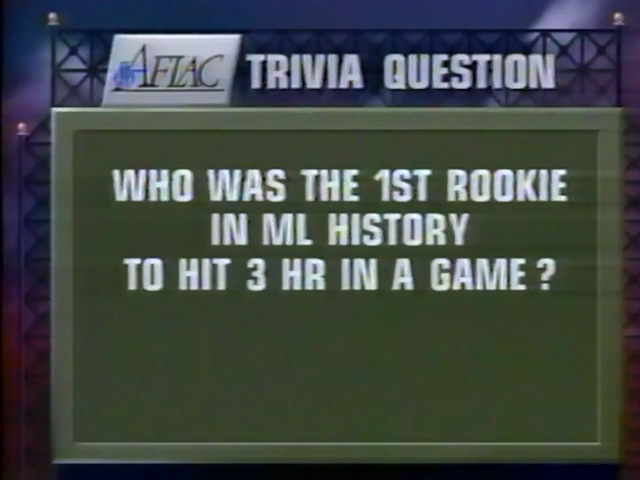 AFLAC TRIVIA QUESTION
WHO WAS THE 1ST ROOKIE
IN ML HISTORY
TO HIT 3 HR IN A GAME ?